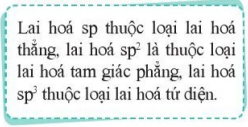 Lai hoá sp thuộc loại lai hoá
thẳng, lai hoá sp² là thuộc loại
lai hoá tam giác phẳng, lai hoá
sp³ thuộc loại lai hoá tứ diện.